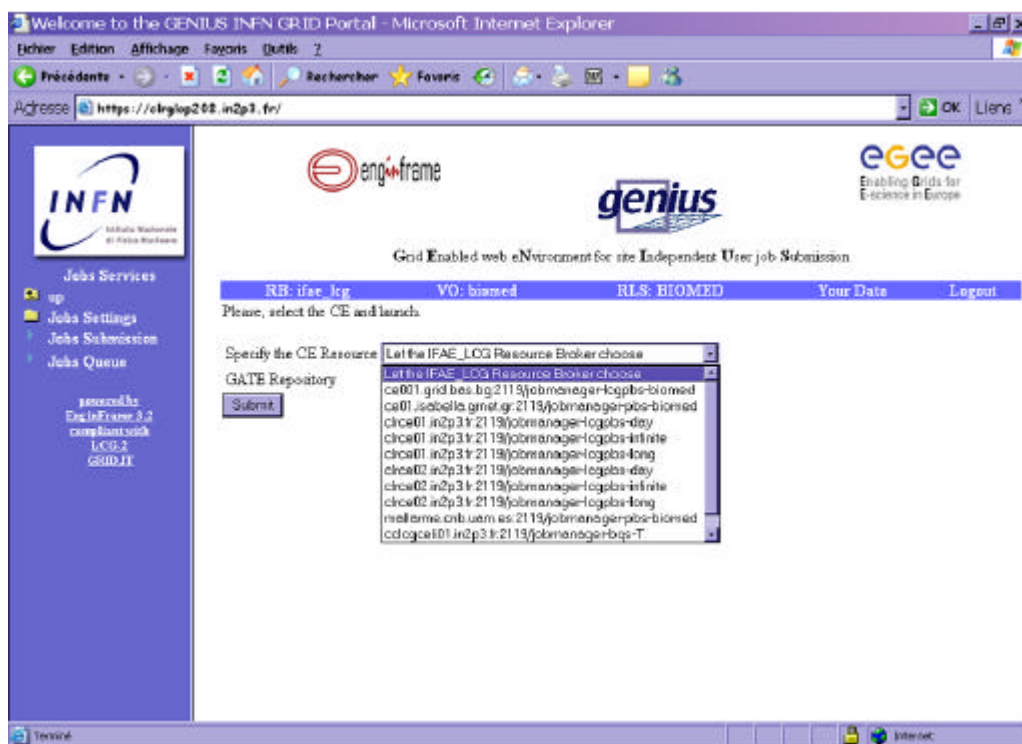 Welcome to the GENIUS INFN GRID Portal - Microsoft Internet Explorer
Fichier Edition Affichage Favoris Outils ?
Précédente Rechercher Favoris
Adresse https://clrglop208.in2p3.fr/ OK Liens
INFN
Istituto Nazionale
di Fisica Nucleare
enginframe
genius
egee
Enabling Grids for
E-science in Europe
Grid Enabled web eNvironment for site Independent User job Submission
Jobs Services
up
Jobs Settings
Jobs Submission
Jobs Queue
powered by
EnginFrame 3.2
compliant with
LCG-2
GRID.IT
RB: ifae_lcg VO: biomed RLS: BIOMED Your Data Logout
Please, select the CE and launch.
Specify the CE Resource Let the IFAE_LCG Resource Broker choose
GATE Repository
Submit
Let the IFAE_LCG Resource Broker choose
ce001.grid.bas.bg:2119/jobmanager-lcgpbs-biomed
ce01.isabella.grnet.gr:2119/jobmanager-pbs-biomed
clrce01.in2p3.fr:2119/jobmanager-lcgpbs-day
clrce01.in2p3.fr:2119/jobmanager-lcgpbs-infinite
clrce01.in2p3.fr:2119/jobmanager-lcgpbs-long
clrce02.in2p3.fr:2119/jobmanager-lcgpbs-day
clrce02.in2p3.fr:2119/jobmanager-lcgpbs-infinite
clrce02.in2p3.fr:2119/jobmanager-lcgpbs-long
mallarme.cnb.uam.es:2119/jobmanager-pbs-biomed
cclcgceli01.in2p3.fr:2119/jobmanager-bqs-T
Terminé Internet